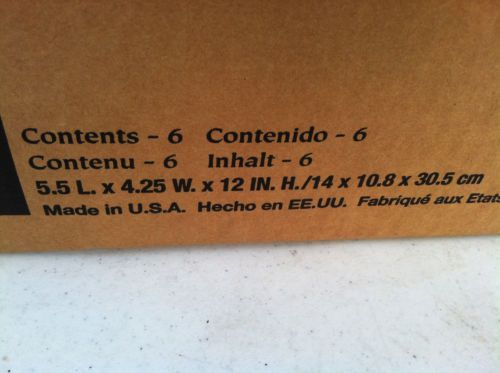 Contents - 6 Contenido - 6
Contenu - 6 Inhalt - 6
5.5 L. x 4.25 W. x 12 IN. H./14 x 10.8 x 30.5 cm
Made in U.S.A. Hecho en EE.UU. Fabriqué aux Etats